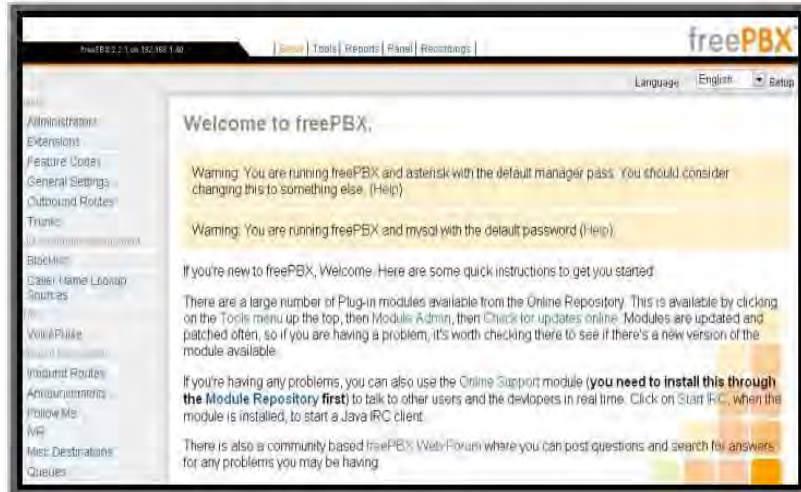 freePBX 2.2.1 on 192.168.1.40
| Setup | Tools | Reports | Panel | Recordings |
freePBX
Language English Setup
Administrators
Extensions
Feature Codes
General Settings
Outbound Routes
Trunks
Blacklist
Caller Name Lookup
Sources
VoicePulse
Inbound Routes
Announcements
Follow Me
IVR
Misc Destinations
Queues
Welcome to freePBX.
Warning: You are running freePBX and asterisk with the default manager pass. You should consider
changing this to something else. (Help)
Warning: You are running freePBX and mysql with the default password (Help)
If you're new to freePBX, Welcome. Here are some quick instructions to get you started
There are a large number of Plug-in modules available from the Online Repository. This is available by clicking
on the Tools menu up the top, then Module Admin, then Check for updates online. Modules are updated and
patched often, so if you are having a problem, it's worth checking there to see if there's a new version of the
module available
If you're having any problems, you can also use the Online Support module (you need to install this through
the Module Repository first) to talk to other users and the devlopers in real time. Click on Start IRC, when the
module is installed, to start a Java IRC client.
There is also a community based freePBX Web Forum where you can post questions and search for answers
for any problems you may be having